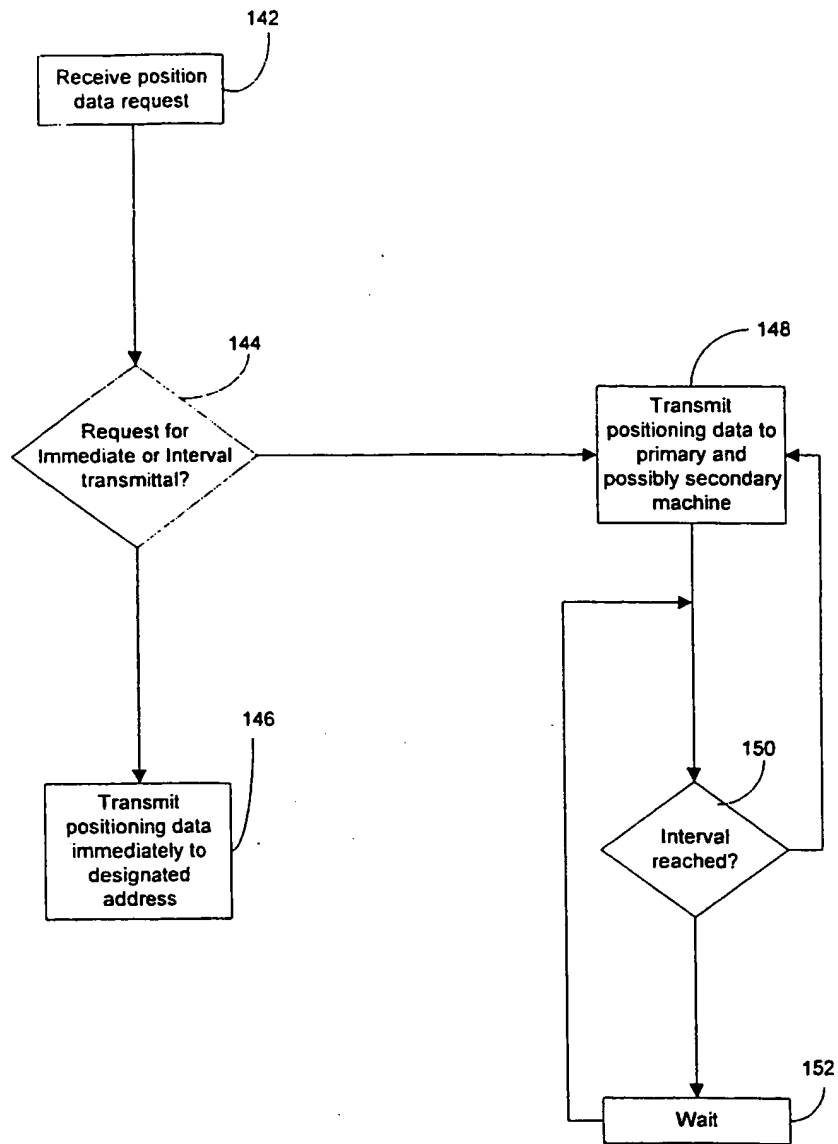 142
Receive position
data request
144
Request for
Immediate or Interval
transmittal?
148
Transmit
positioning data to
primary and
possibly secondary
machine
146
Transmit
positioning data
immediately to
designated
address
150
Interval
reached?
152
Wait